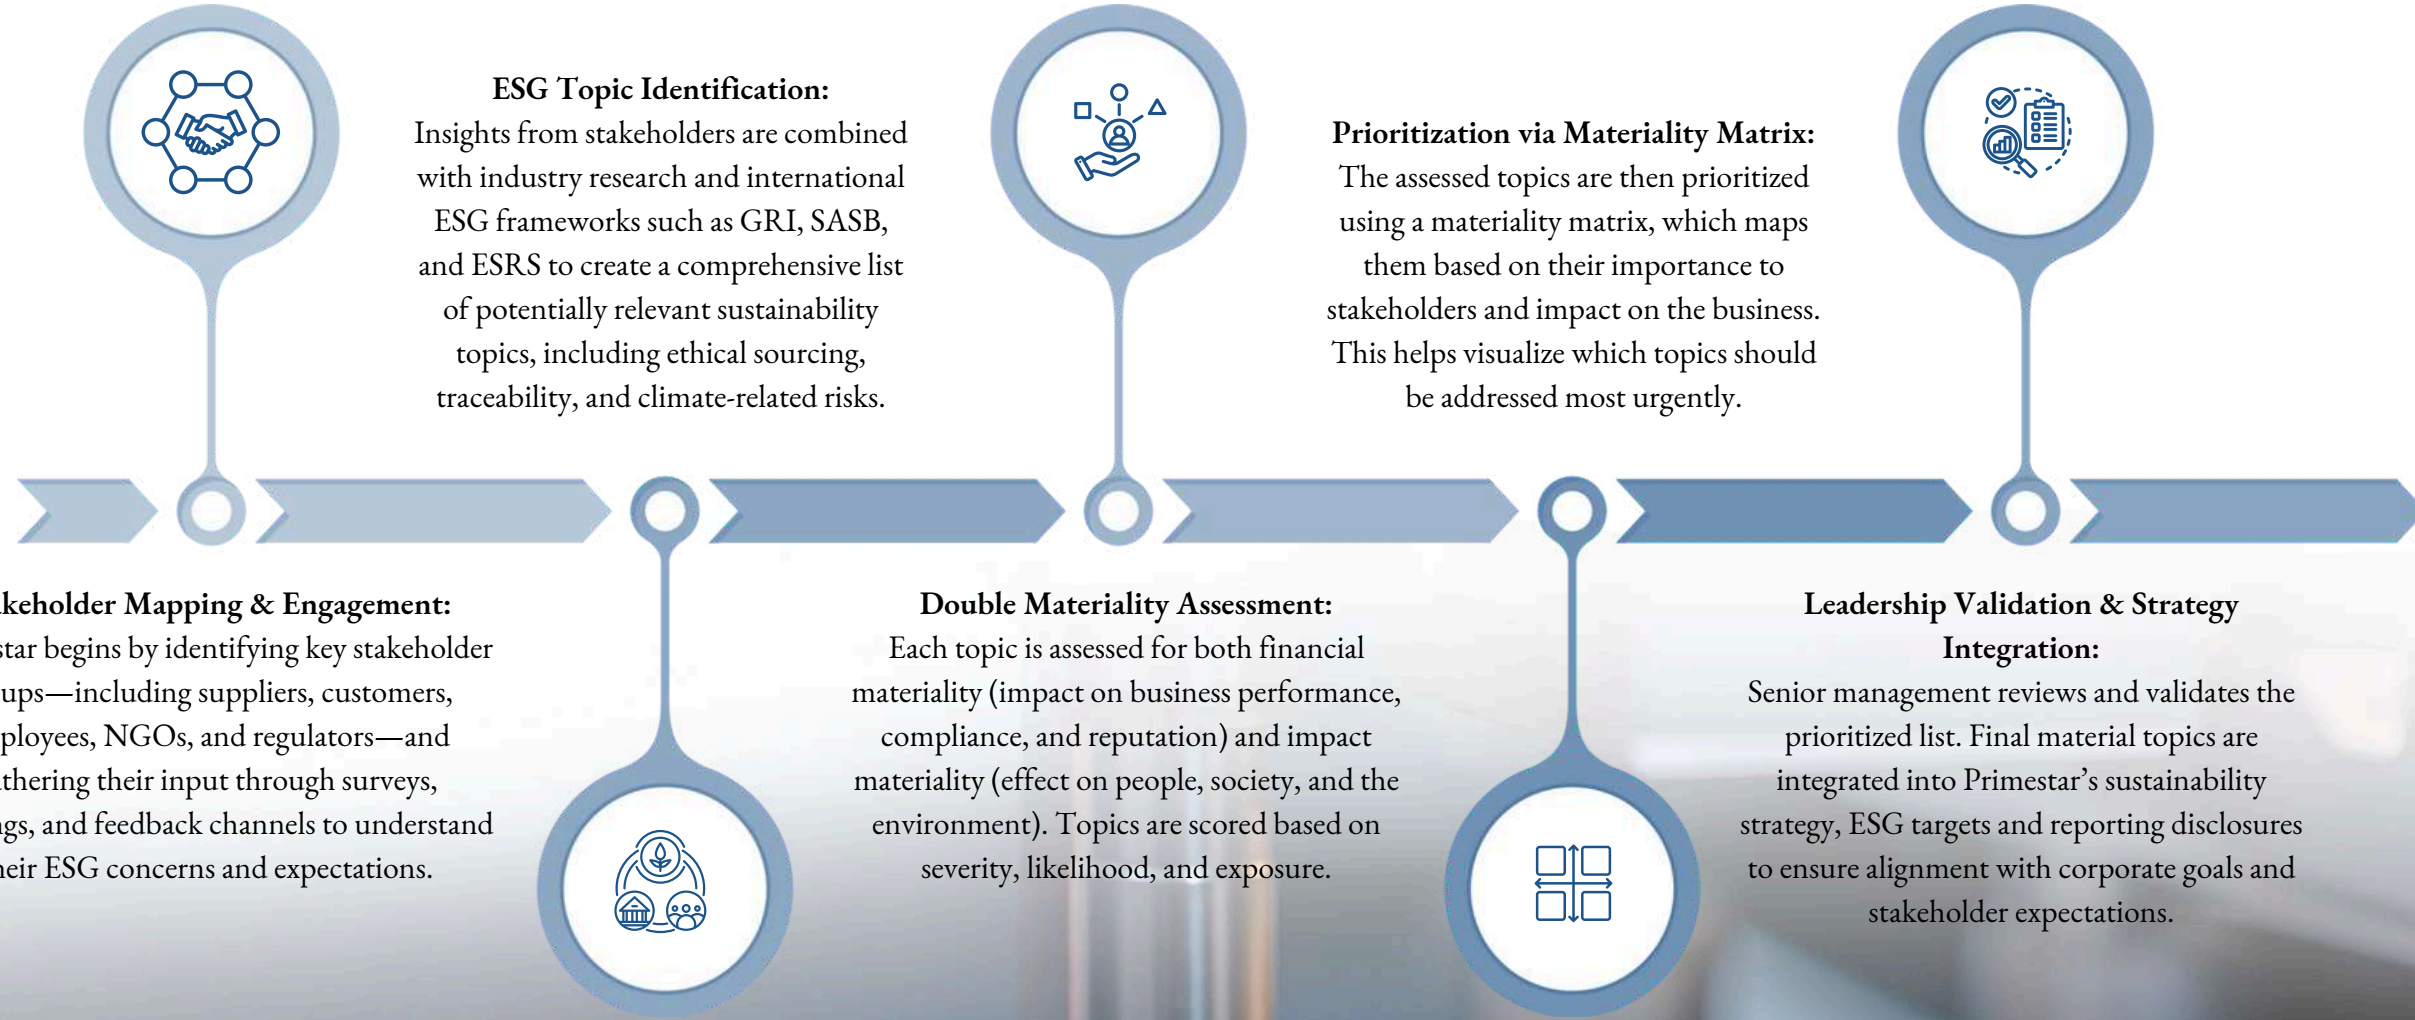 ESG Topic Identification:
Insights from stakeholders are combined
with industry research and international
ESG frameworks such as GRI, SASB,
and ESRS to create a comprehensive list
of potentially relevant sustainability
topics, including ethical sourcing,
traceability, and climate-related risks.
Prioritization via Materiality Matrix:
The assessed topics are then prioritized
using a materiality matrix, which maps
them based on their importance to
stakeholders and impact on the business.
This helps visualize which topics should
be addressed most urgently.
keholder Mapping & Engagement:
star begins by identifying key stakeholder
ups—including suppliers, customers,
ployees, NGOs, and regulators—and
thering their input through surveys,
ngs, and feedback channels to understand
heir ESG concerns and expectations.
Double Materiality Assessment:
Each topic is assessed for both financial
materiality (impact on business performance,
compliance, and reputation) and impact
materiality (effect on people, society, and the
environment). Topics are scored based on
severity, likelihood, and exposure.
Leadership Validation & Strategy
Integration:
Senior management reviews and validates the
prioritized list. Final material topics are
integrated into Primestar’s sustainability
strategy, ESG targets and reporting disclosures
to ensure alignment with corporate goals and
stakeholder expectations.